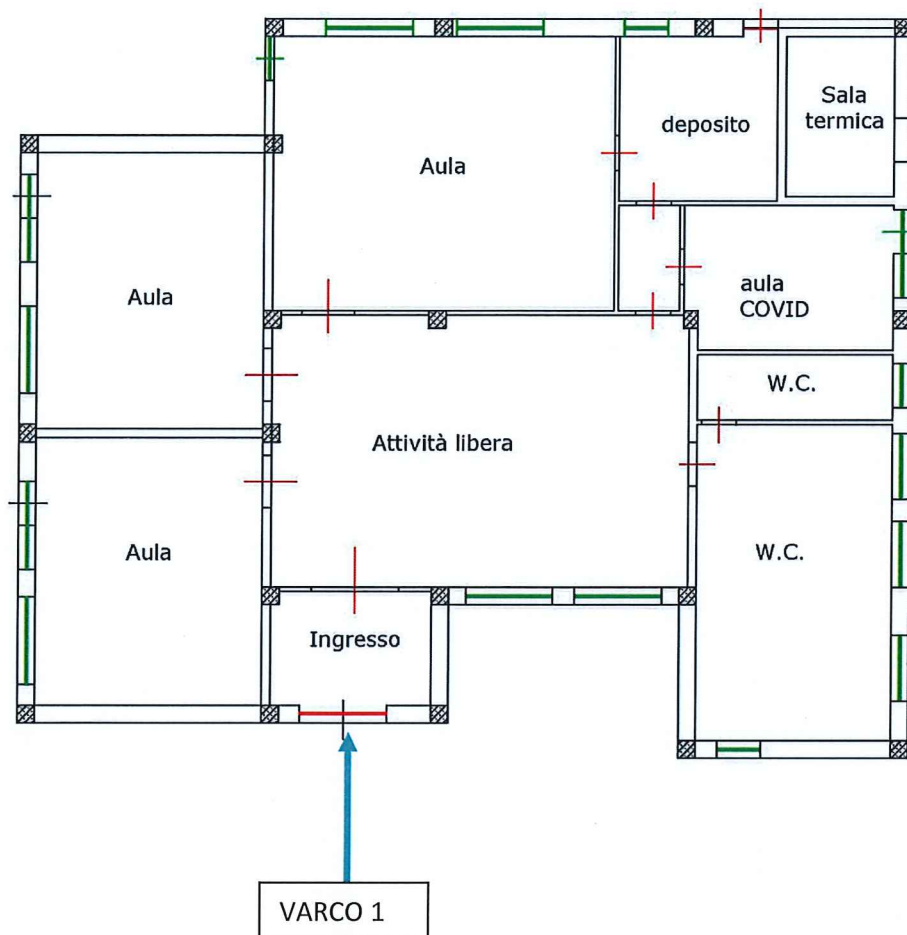 Sala
termica
deposito
Aula
Aula
aula
COVID
W.C.
Attività libera
Aula
W.C.
Ingresso
VARCO 1